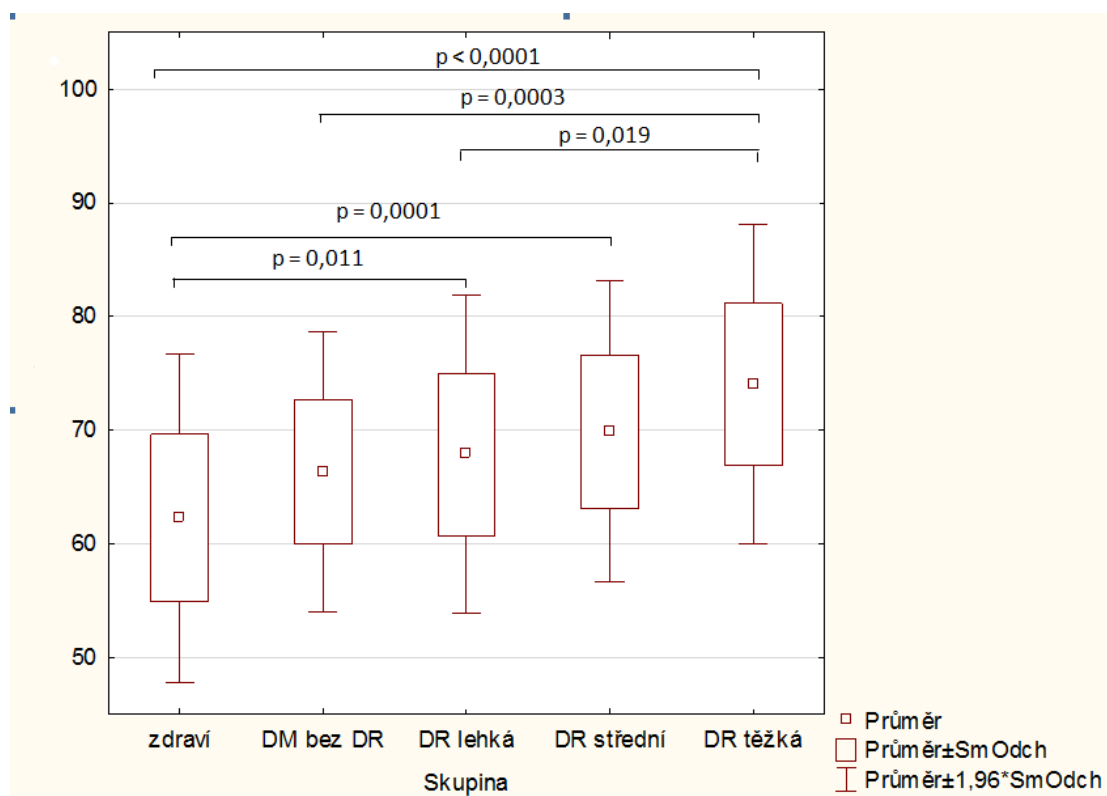 p < 0,0001
100
p = 0,0003
p = 0,019
90
p = 0,0001
p = 0,011
80
70
60
50
zdraví DM bez DR DR lehká DR střední DR těžká
Skupina
Průměr
Průměr±SmOdch
Průměr±1,96*SmOdch